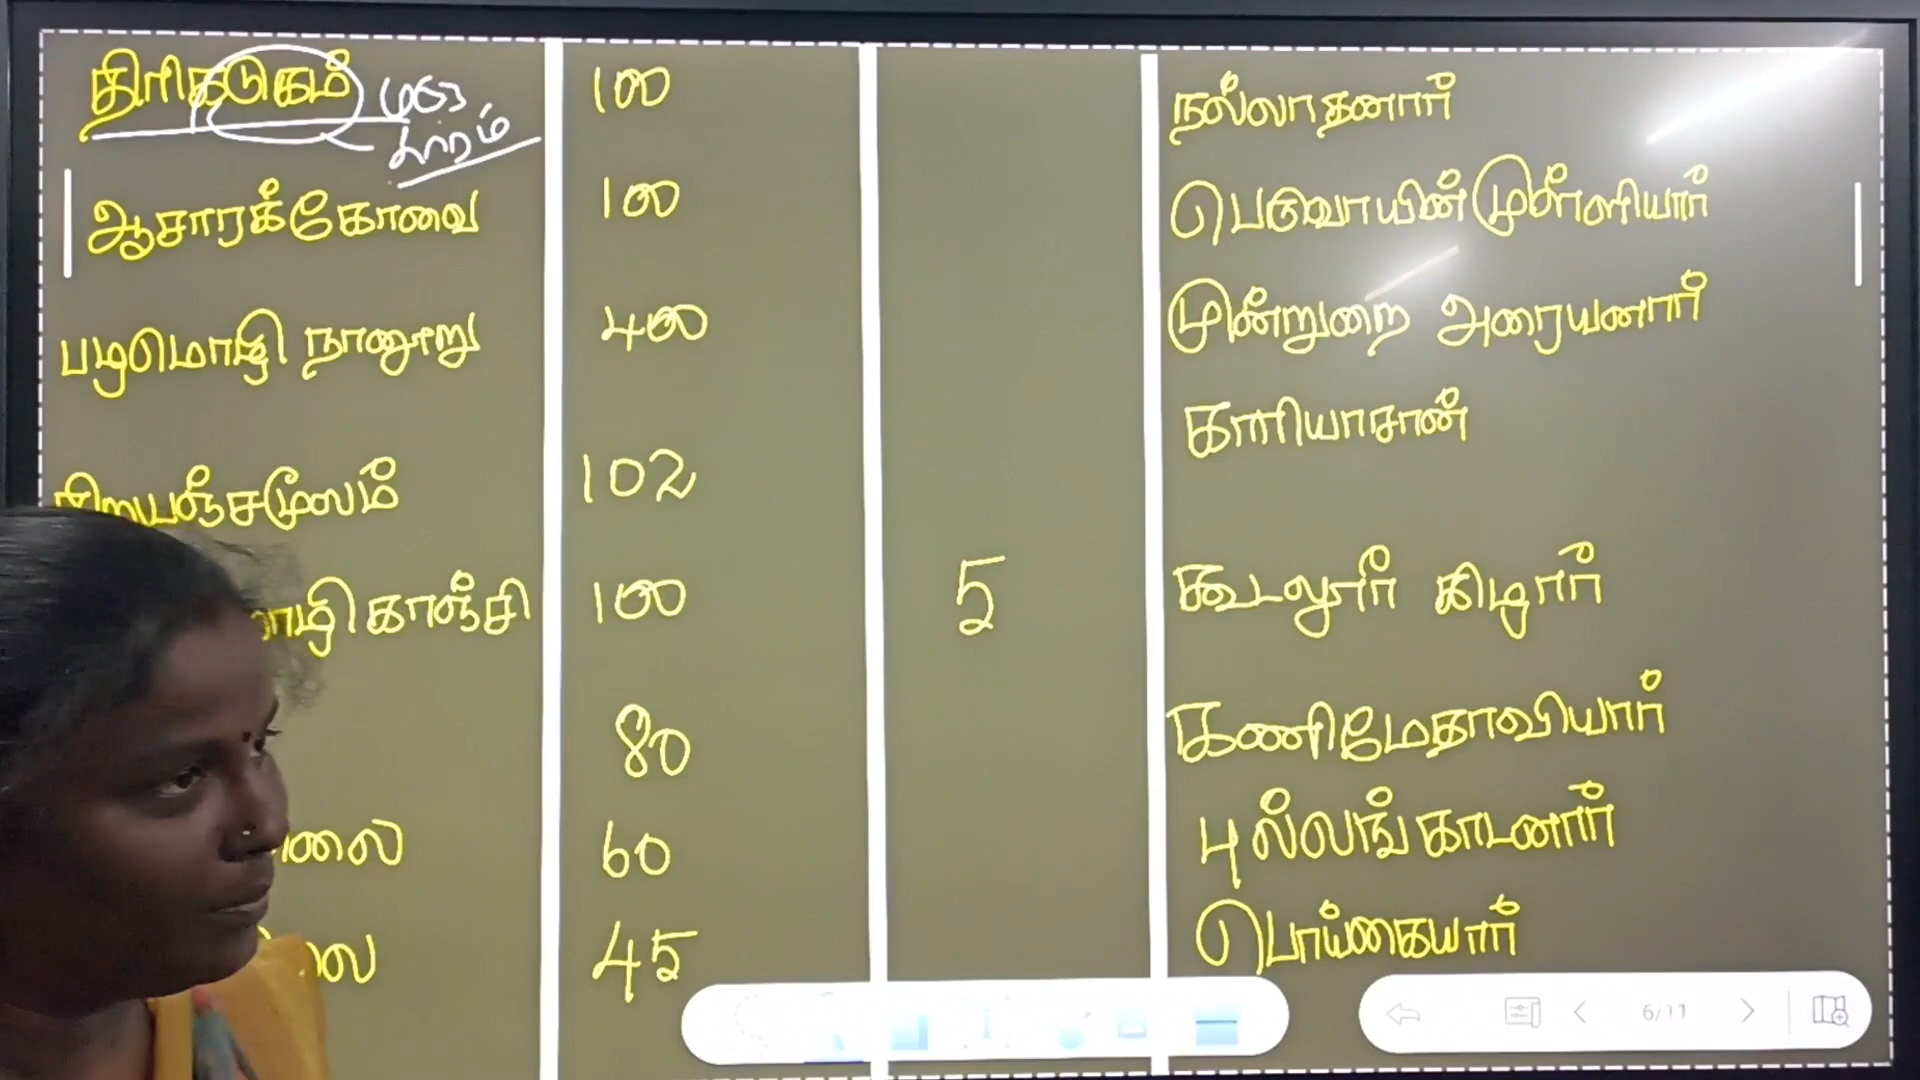 திரிகடுகம் 100 நல்லாதனார்
காரம்
ஆசாரக்கோவை 100 பெருவாயின் முள்ளியார்
பழமொழி நானூறு 400 முன்றுறை அரையனார்
சிறுபஞ்சமூலம் 102 காரியாசான்
காஞ்சி 100 5 கூடலூர் கிழார்
80 கணிமேதாவியார்
60 புல்லங்காடனார்
45 பொய்கையார்
6/11